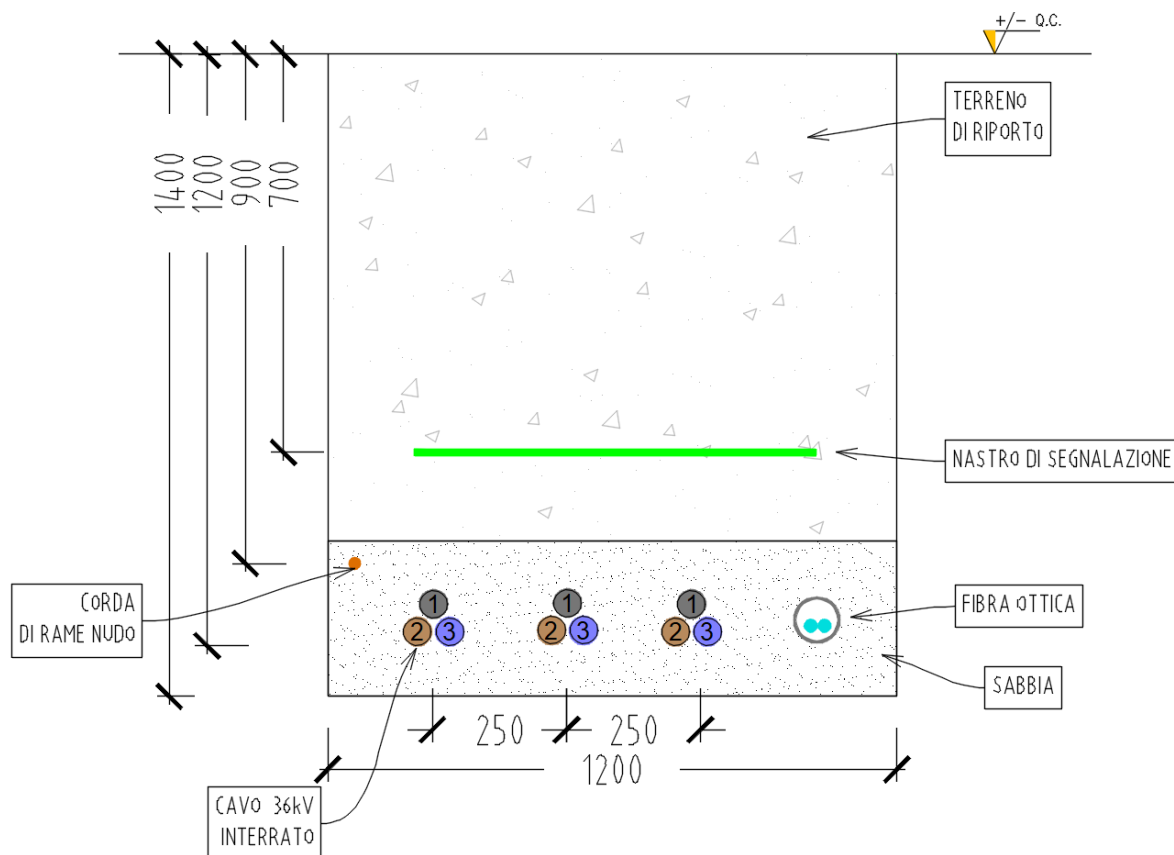 +/- Q.C.
TERRENO
DI RIPORTO
1400
1200
900
700
NASTRO DI SEGNALAZIONE
CORDA
DI RAME NUDO
1
1
1
2
3
2
3
2
3
FIBRA OTTICA
SABBIA
250
250
1200
CAVO 36kV
INTERRATO